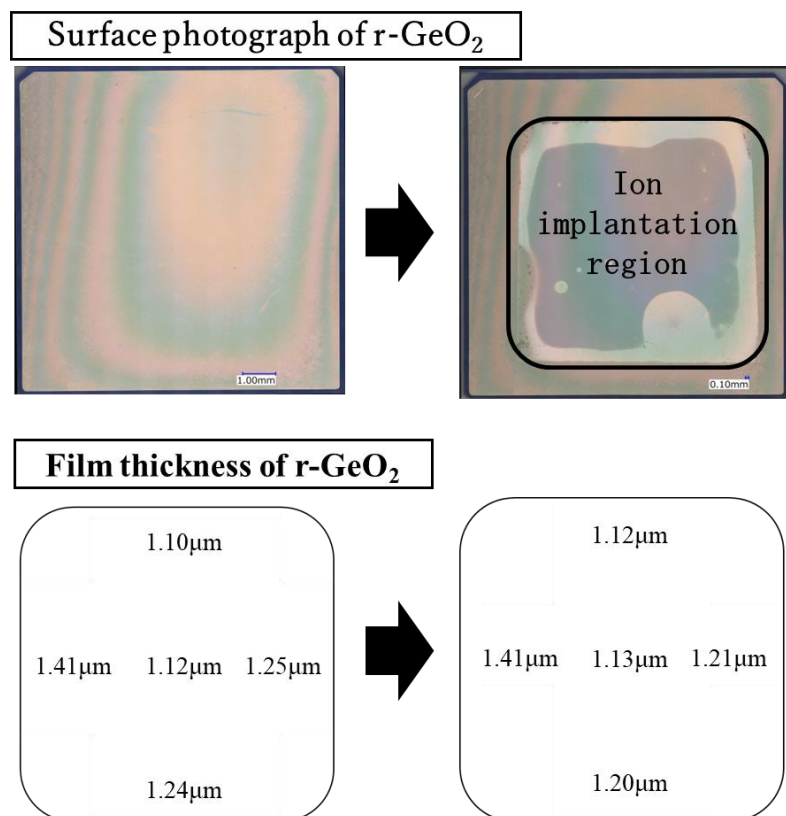 Surface photograph of r-GeO₂
Ion
implantation
region
1.00mm
0.10mm
Film thickness of r-GeO₂
1.10μm
1.41μm 1.12μm 1.25μm
1.24μm
1.12μm
1.41μm 1.13μm 1.21μm
1.20μm